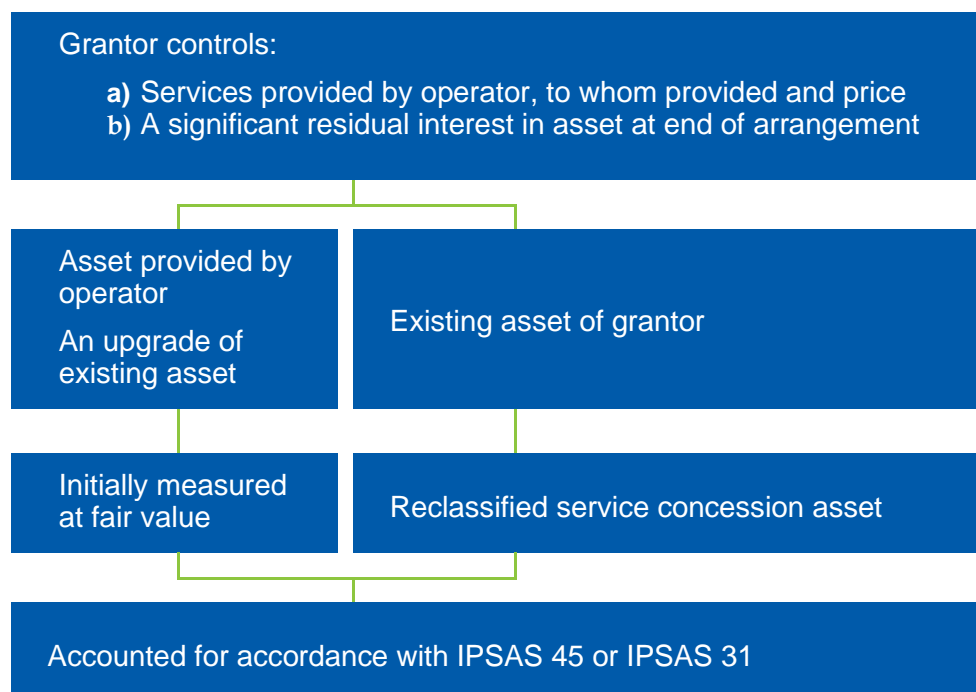 Grantor controls:
a) Services provided by operator, to whom provided and price
b) A significant residual interest in asset at end of arrangement
Asset provided by
operator
An upgrade of
existing asset
Existing asset of grantor
Initially measured
at fair value
Reclassified service concession asset
Accounted for accordance with IPSAS 45 or IPSAS 31